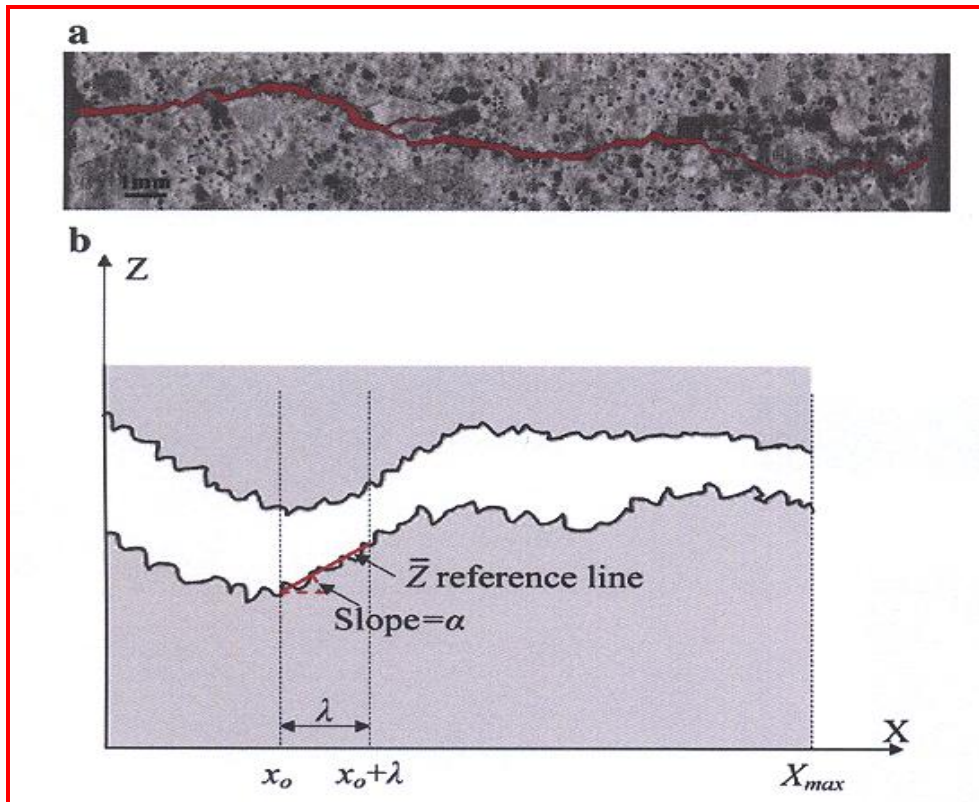 a
1mm
b
Z
Z̅ reference line
Slope=α
λ
X
xₒ
xₒ+λ
Xₘₐₓ